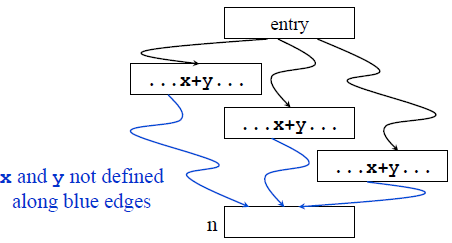 entry
...x+y...
...x+y...
...x+y...
x and y not defined
along blue edges
n